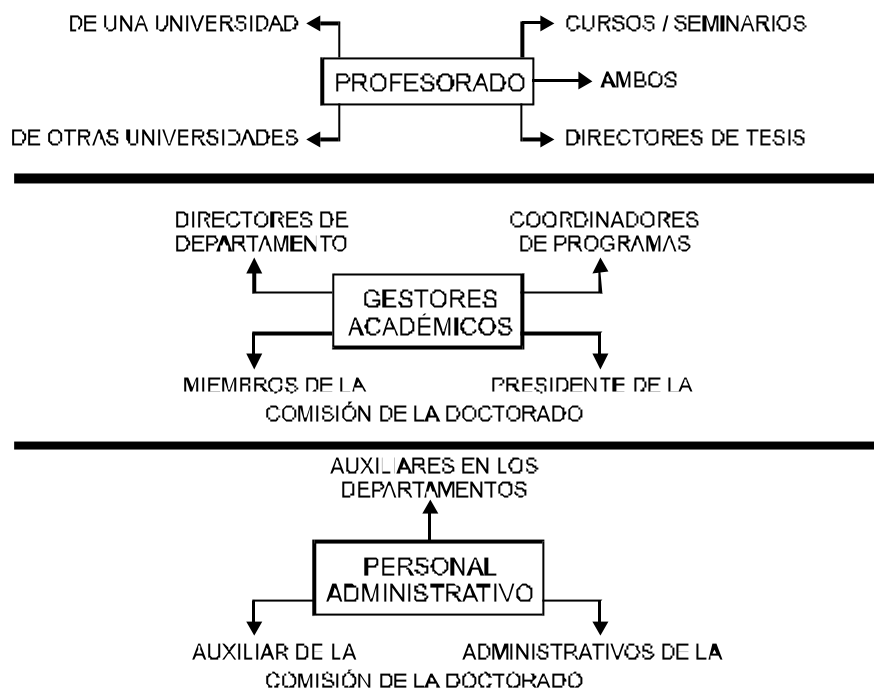 DE UNA UNIVERSIDAD
CURSOS / SEMINARIOS
PROFESORADO
AMBOS
DE OTRAS UNIVERSIDADES
DIRECTORES DE TESIS
DIRECTORES DE
DEPARTAMENTO
COORDINADORES
DE PROGRAMAS
GESTORES
ACADÉMICOS
MIEMBROS DE LA
PRESIDENTE DE LA
COMISIÓN DE LA DOCTORADO
AUXILIARES EN LOS
DEPARTAMENTOS
PERSONAL
ADMINISTRATIVO
AUXILIAR DE LA
ADMINISTRATIVOS DE LA
COMISIÓN DE LA DOCTORADO